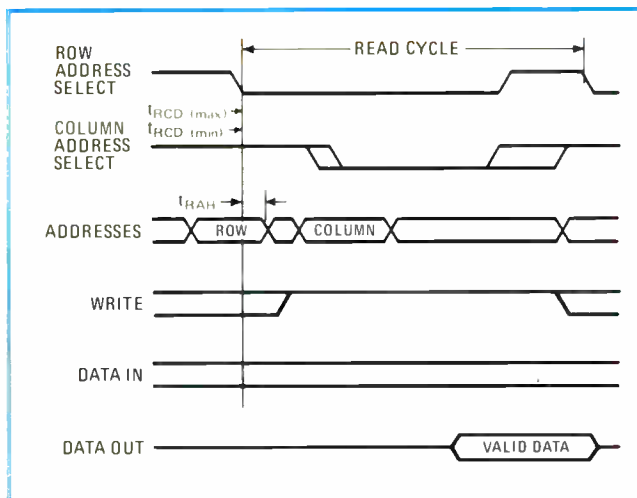 READ CYCLE
ROW
ADDRESS
SELECT
tRCD (max)
tRCD (min)
COLUMN
ADDRESS
SELECT
tRAH
ADDRESSES
ROW
COLUMN
WRITE
DATA IN
DATA OUT
VALID DATA